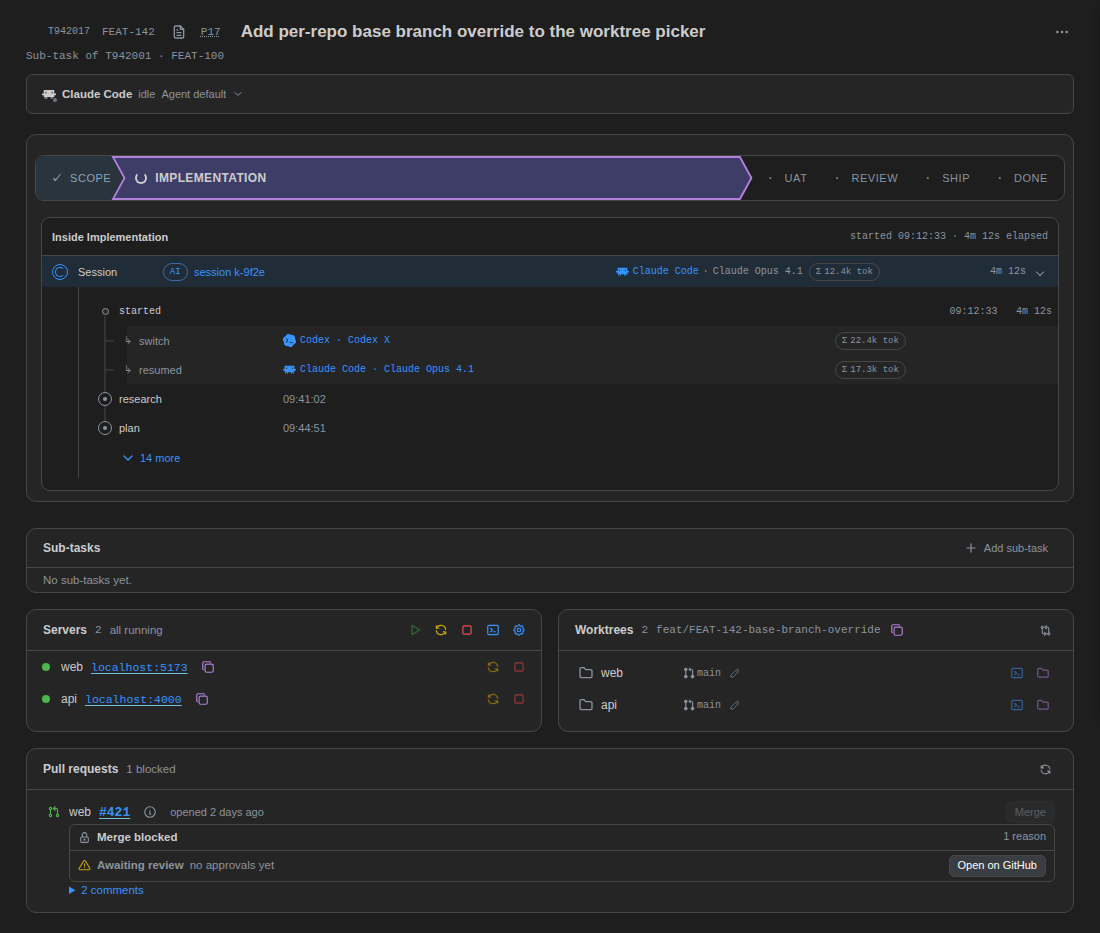 T942017 FEAT-142 P17 Add per-repo base branch override to the worktree picker
Sub-task of T942001 · FEAT-100
Claude Code idle Agent default
SCOPE IMPLEMENTATION · UAT · REVIEW · SHIP · DONE
Inside Implementation started 09:12:33 · 4m 12s elapsed
Session AI session k-9f2e Claude Code · Claude Opus 4.1 Σ 12.4k tok 4m 12s
started 09:12:33 4m 12s
↳ switch Codex · Codex X Σ 22.4k tok
↳ resumed Claude Code · Claude Opus 4.1 Σ 17.3k tok
research 09:41:02
plan 09:44:51
14 more
Sub-tasks + Add sub-task
No sub-tasks yet.
Servers 2 all running
web localhost:5173
api localhost:4000
Worktrees 2 feat/FEAT-142-base-branch-override
web main
api main
Pull requests 1 blocked
web #421 opened 2 days ago Merge
Merge blocked 1 reason
Awaiting review no approvals yet Open on GitHub
2 comments